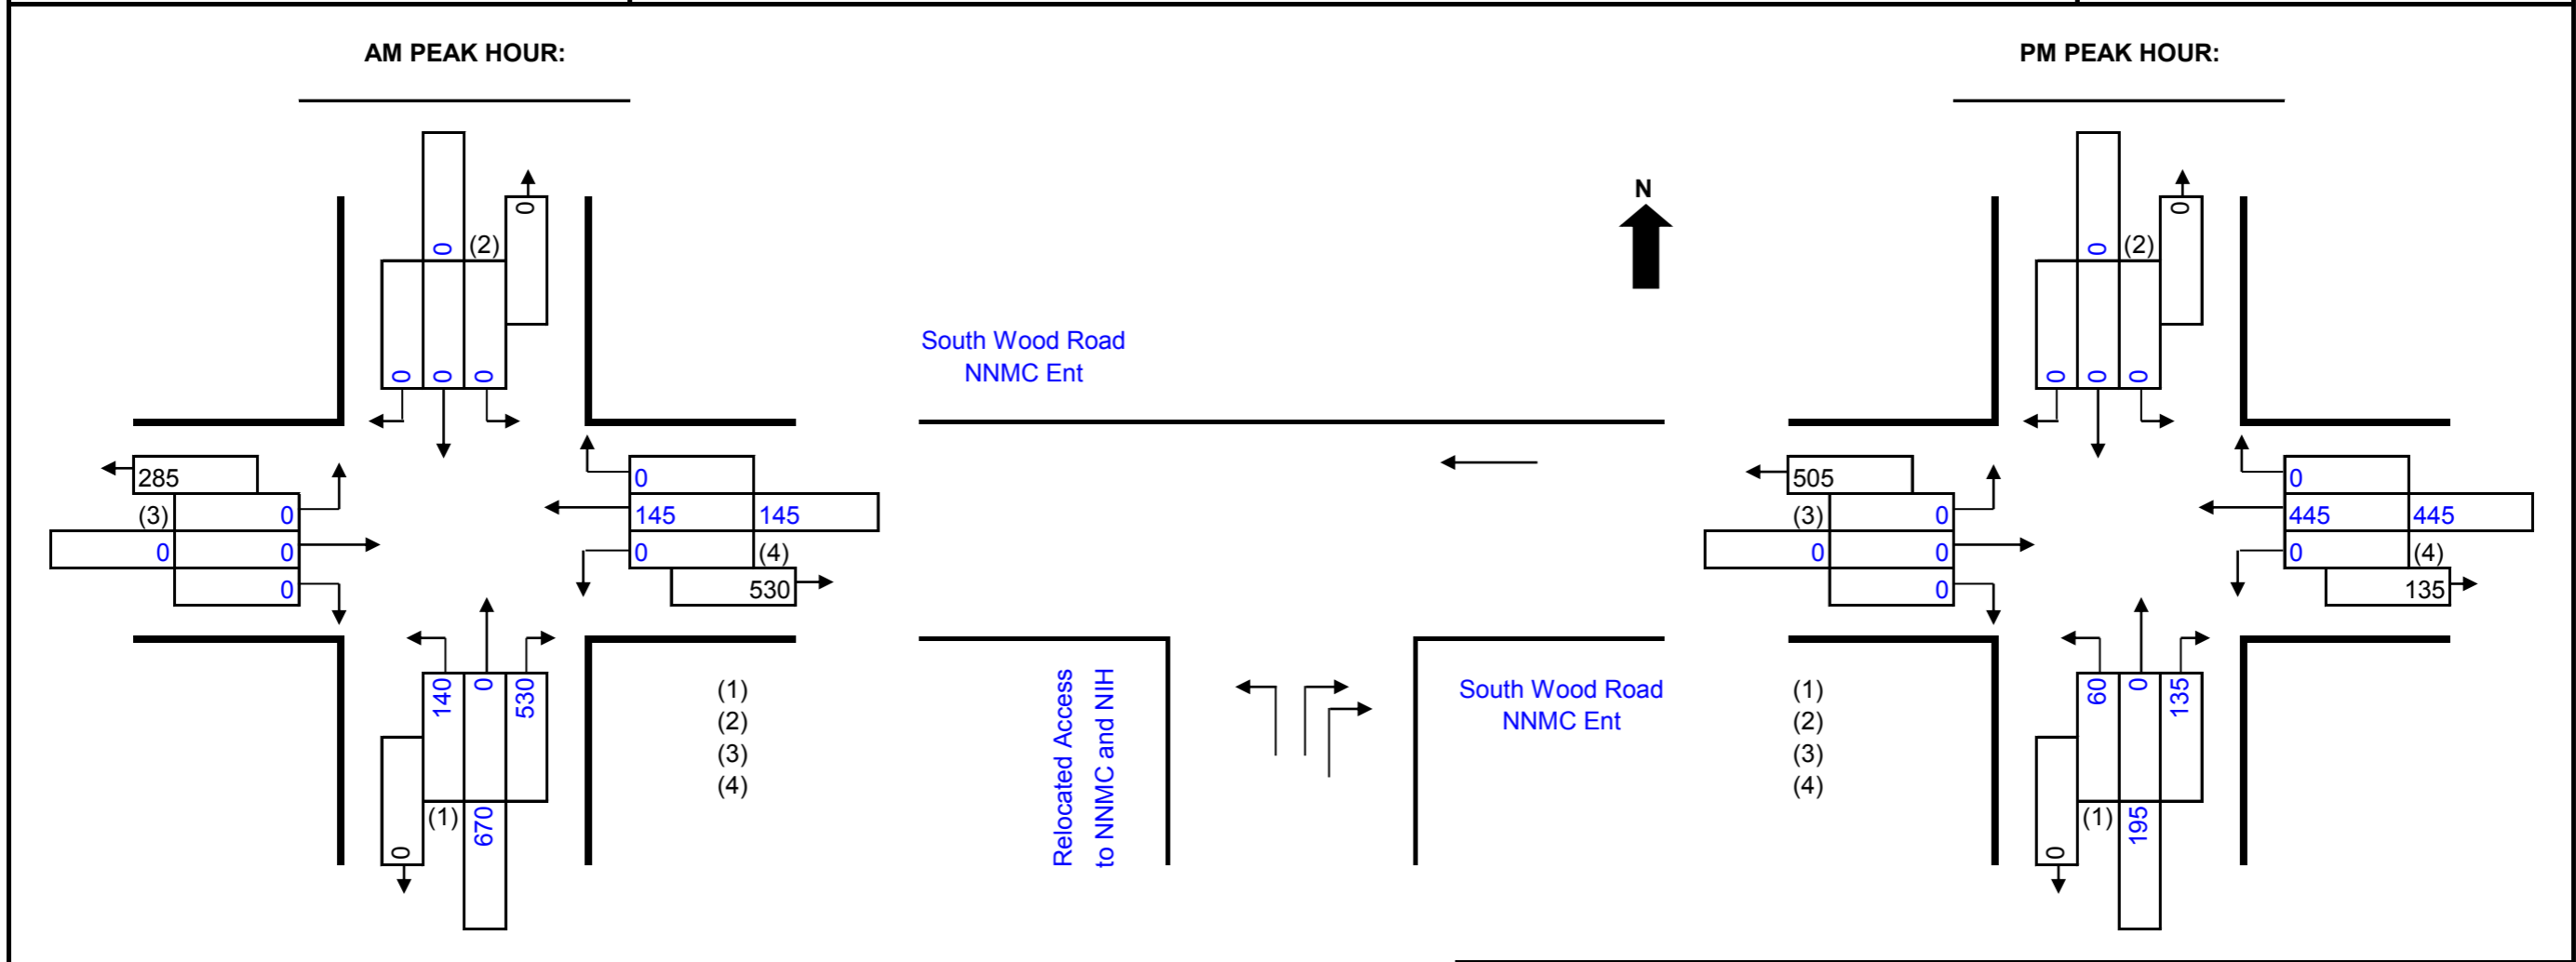 AM PEAK HOUR:
PM PEAK HOUR:
0
0 (2)
0 0 0
285
(3) 0
0 0
0
0
145 145
0 (4)
530
140 0 530
(1)
670
0
(1)
(2)
(3)
(4)
N
South Wood Road
NNMC Ent
Relocated Access
to NNMC and NIH
South Wood Road
NNMC Ent
(1)
(2)
(3)
(4)
0
0 (2)
0 0 0
505
(3) 0
0 0
0
0
445 445
0 (4)
135
60 0 135
(1)
195
0